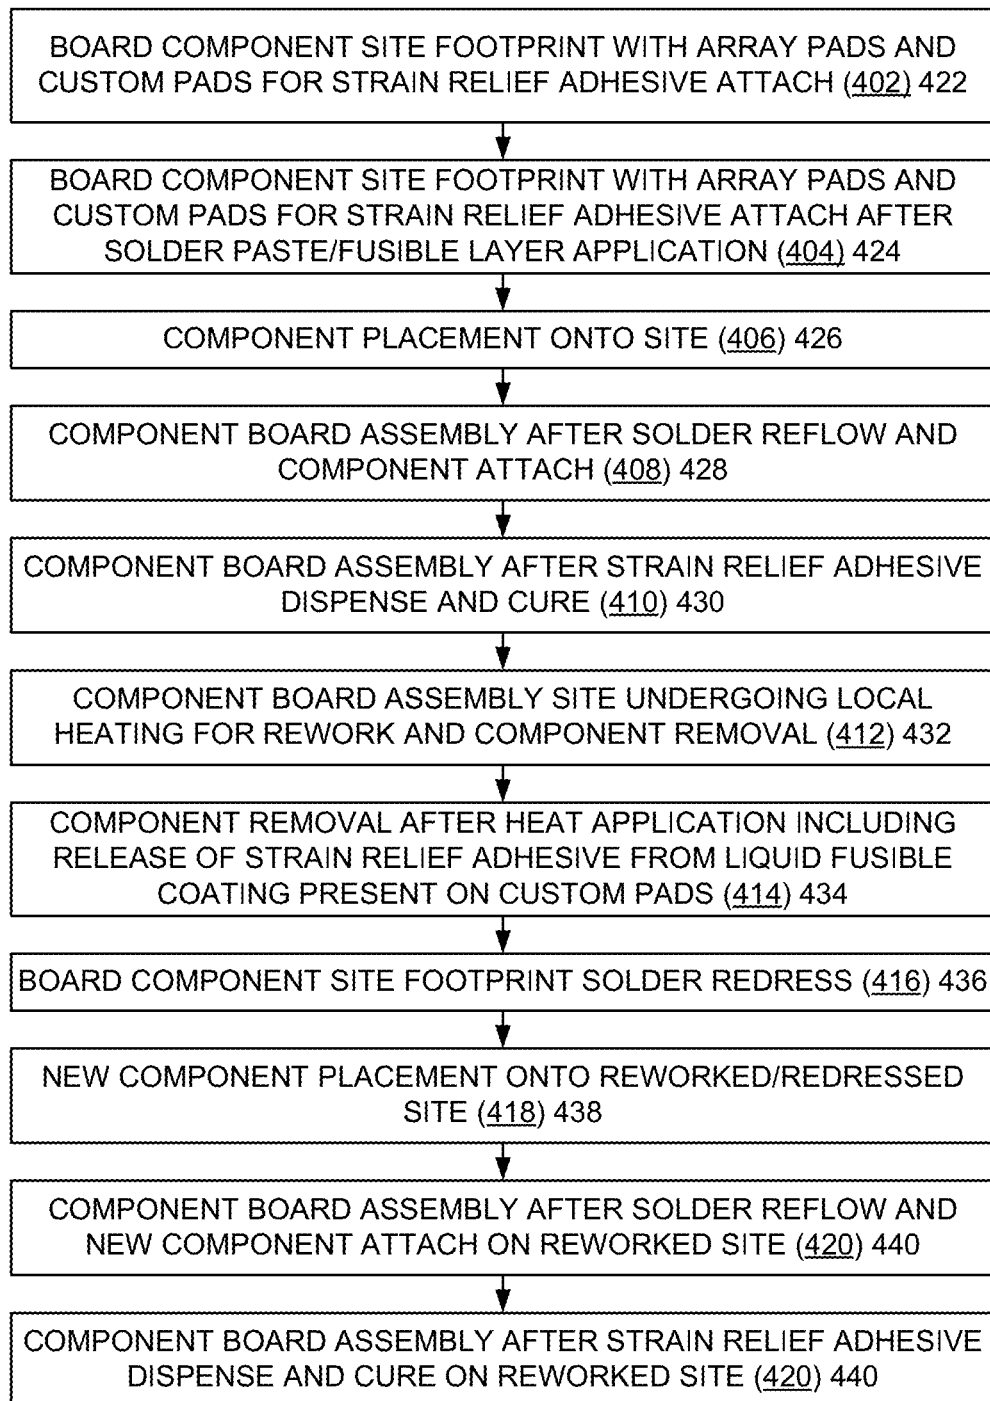 BOARD COMPONENT SITE FOOTPRINT WITH ARRAY PADS AND
CUSTOM PADS FOR STRAIN RELIEF ADHESIVE ATTACH (402) 422
BOARD COMPONENT SITE FOOTPRINT WITH ARRAY PADS AND
CUSTOM PADS FOR STRAIN RELIEF ADHESIVE ATTACH AFTER
SOLDER PASTE/FUSIBLE LAYER APPLICATION (404) 424
COMPONENT PLACEMENT ONTO SITE (406) 426
COMPONENT BOARD ASSEMBLY AFTER SOLDER REFLOW AND
COMPONENT ATTACH (408) 428
COMPONENT BOARD ASSEMBLY AFTER STRAIN RELIEF ADHESIVE
DISPENSE AND CURE (410) 430
COMPONENT BOARD ASSEMBLY SITE UNDERGOING LOCAL
HEATING FOR REWORK AND COMPONENT REMOVAL (412) 432
COMPONENT REMOVAL AFTER HEAT APPLICATION INCLUDING
RELEASE OF STRAIN RELIEF ADHESIVE FROM LIQUID FUSIBLE
COATING PRESENT ON CUSTOM PADS (414) 434
BOARD COMPONENT SITE FOOTPRINT SOLDER REDRESS (416) 436
NEW COMPONENT PLACEMENT ONTO REWORKED/REDRESSED
SITE (418) 438
COMPONENT BOARD ASSEMBLY AFTER SOLDER REFLOW AND
NEW COMPONENT ATTACH ON REWORKED SITE (420) 440
COMPONENT BOARD ASSEMBLY AFTER STRAIN RELIEF ADHESIVE
DISPENSE AND CURE ON REWORKED SITE (420) 440